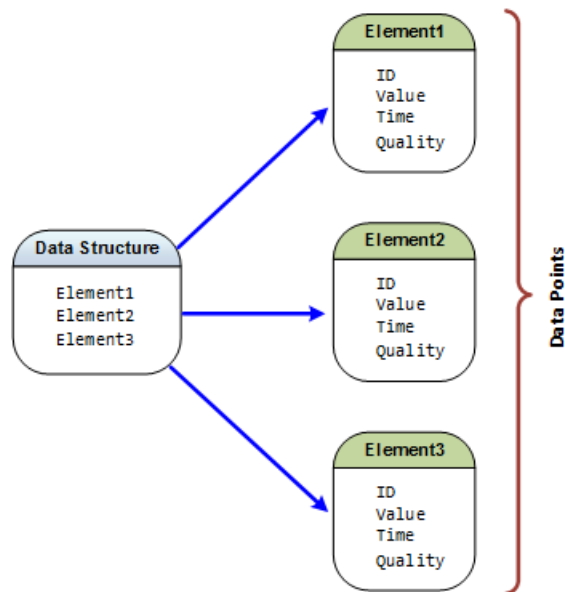 Element1
ID
Value
Time
Quality
Data Structure
Element1
Element2
Element3
Element2
ID
Value
Time
Quality
Element3
ID
Value
Time
Quality
Data Points